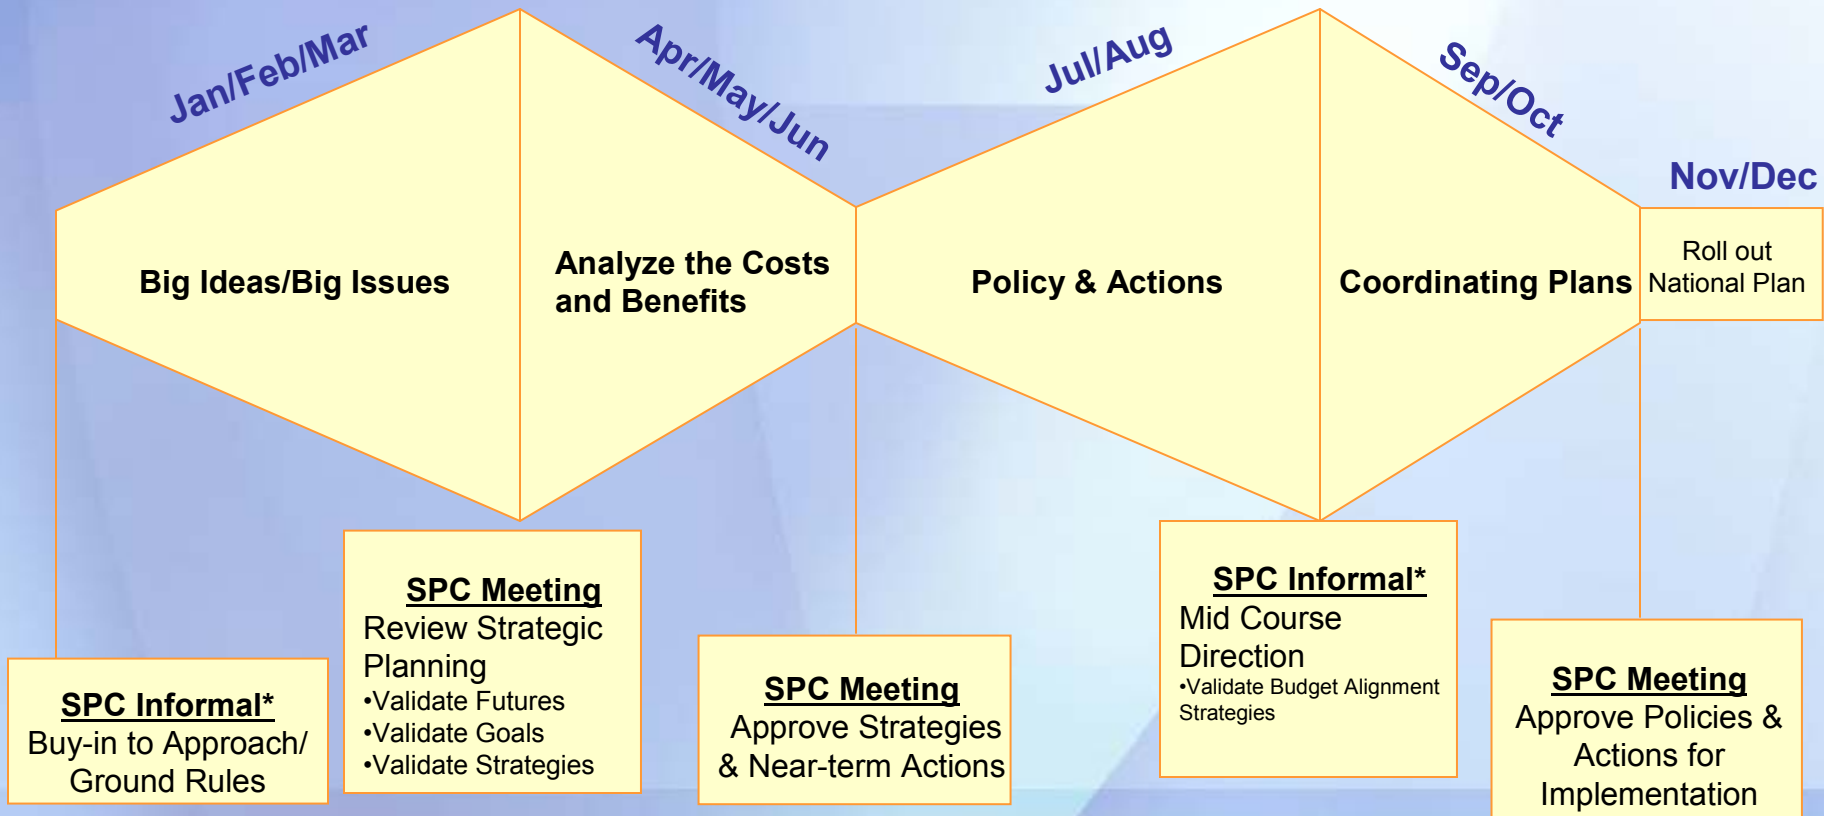 Jan/Feb/Mar
Apr/May/Jun
Jul/Aug
Sep/Oct
Nov/Dec
Big Ideas/Big Issues
Analyze the Costs
and Benefits
Policy & Actions
Coordinating Plans
Roll out
National Plan
SPC Informal*
Buy-in to Approach/
Ground Rules
SPC Meeting
Review Strategic
Planning
•Validate Futures
•Validate Goals
•Validate Strategies
SPC Meeting
Approve Strategies
& Near-term Actions
SPC Informal*
Mid Course
Direction
•Validate Budget Alignment
Strategies
SPC Meeting
Approve Policies &
Actions for
Implementation